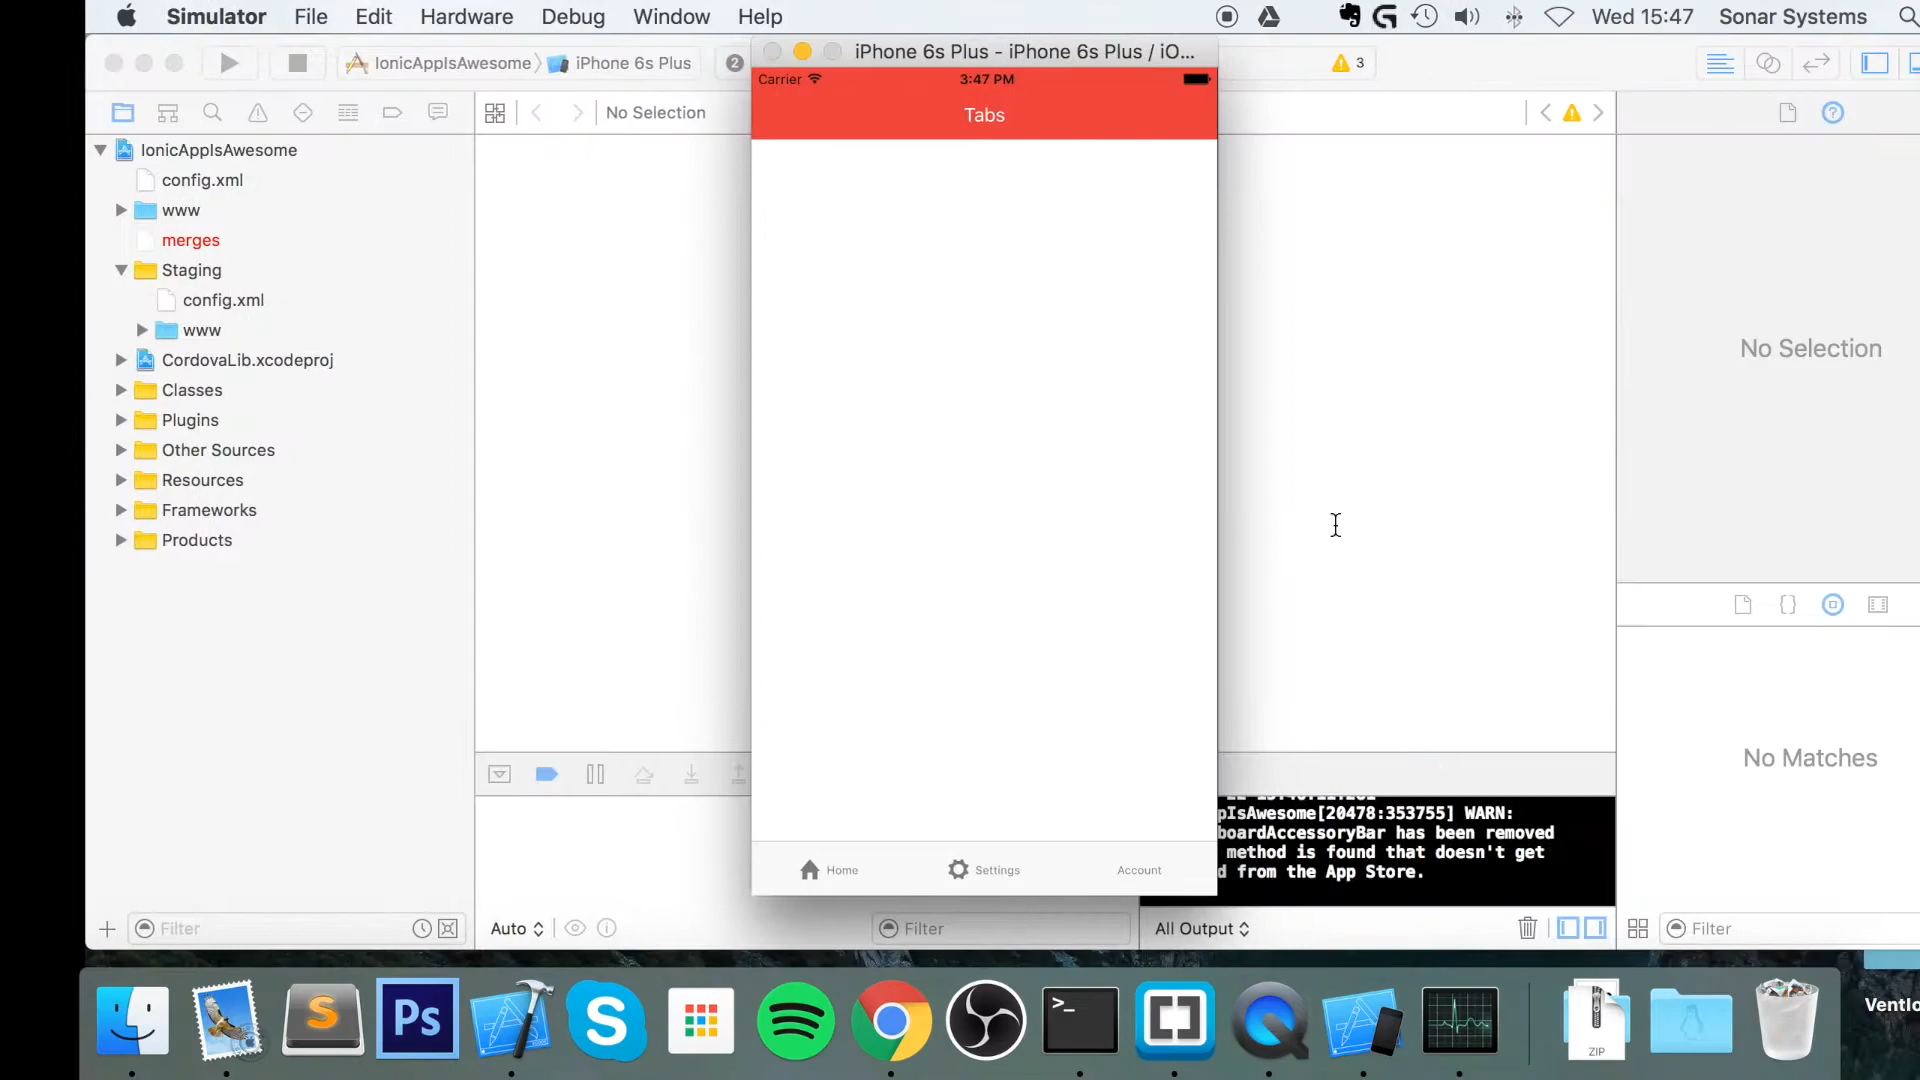 Simulator File Edit Hardware Debug Window Help
Wed 15:47 Sonar Systems
IonicAppIsAwesome iPhone 6s Plus 2
iPhone 6s Plus - iPhone 6s Plus / iO...
3
No Selection
Carrier 3:47 PM
Tabs
IonicAppIsAwesome
config.xml
www
merges
Staging
config.xml
www
CordovaLib.xcodeproj
Classes
Plugins
Other Sources
Resources
Frameworks
Products
No Selection
No Matches
Home Settings Account
pIsAwesome[20478:353755] WARN:
boardAccessoryBar has been removed
method is found that doesn't get
d from the App Store.
Filter
Auto
Filter
All Output
Filter
S
Ps
S
>_
ZIP
Ventlo